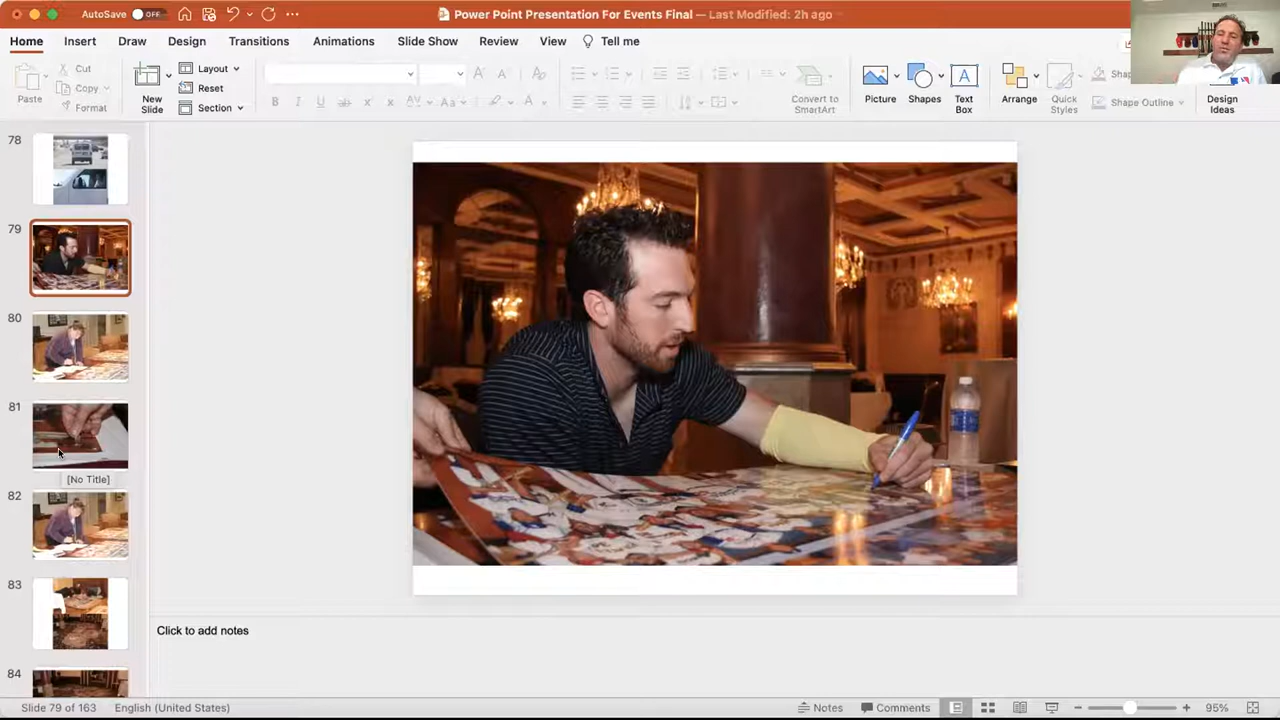 AutoSave OFF Power Point Presentation For Events Final — Last Modified: 2h ago
Home Insert Draw Design Transitions Animations Slide Show Review View Tell me
Paste Cut Copy Format New Slide Layout Reset Section Convert to SmartArt Picture Shapes Text Box Arrange Quick Styles Shape Outline Design Ideas
78
79
80
81
[No Title]
82
83
84
Click to add notes
Slide 79 of 163 English (United States) Notes Comments 95%